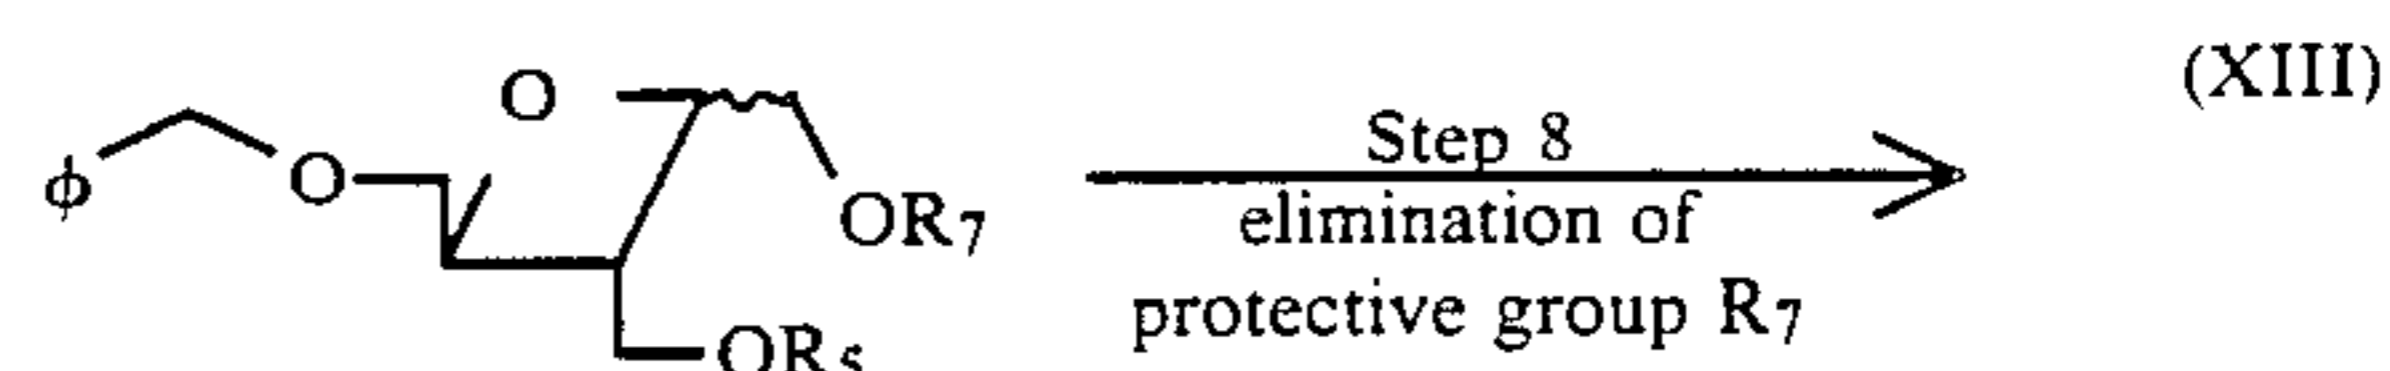 (XIII)
O
Step 8
φ
O
OR7
elimination of
protective group R7
OR5